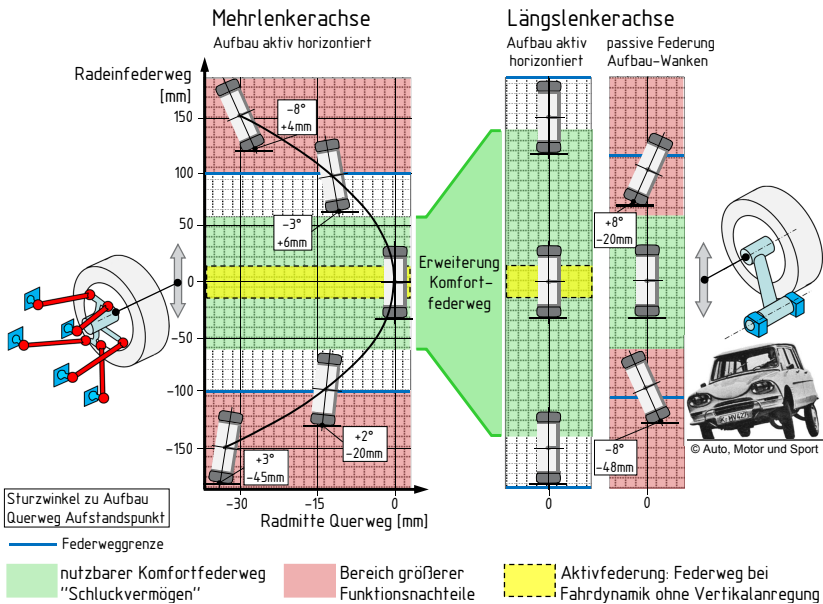 Mehrlenkerachse
Aufbau aktiv horizontiert
Längslenkerachse
Aufbau aktiv
horizontiert
passive Federung
Aufbau-Wanken
Radeinfederweg
[mm]
150
100
50
0
-50
-100
-150
-8°
+4mm
-3°
+6mm
+2°
-20mm
+3°
-45mm
Erweiterung
Komfort-
federweg
+8°
-20mm
-8°
-48mm
© Auto, Motor und Sport
-30
-15
0
0
0
Radmitte Querweg [mm]
Sturzwinkel zu Aufbau
Querweg Aufstandspunkt
Federweggrenze
nutzbarer Komfortfederweg
"Schluckvermögen"
Bereich größerer
Funktionsnachteile
Aktivfederung: Federweg bei
Fahrdynamik ohne Vertikalanregung